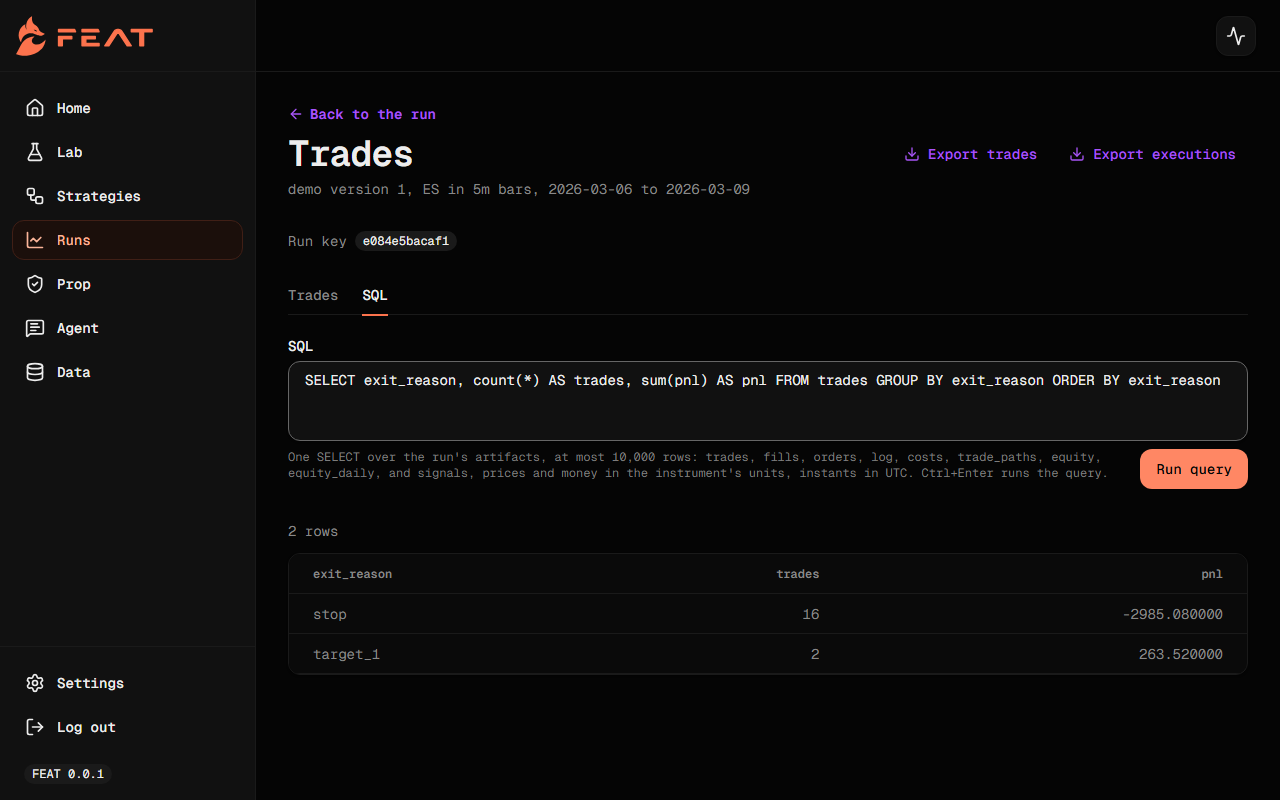 FEAT
Home
Lab
Strategies
Runs
Prop
Agent
Data
Settings
Log out
FEAT 0.0.1
Back to the run
Trades
Export trades
Export executions
demo version 1, ES in 5m bars, 2026-03-06 to 2026-03-09
Run key e084e5bacaf1
Trades SQL
SQL
SELECT exit_reason, count(*) AS trades, sum(pnl) AS pnl FROM trades GROUP BY exit_reason ORDER BY exit_reason
One SELECT over the run's artifacts, at most 10,000 rows: trades, fills, orders, log, costs, trade_paths, equity,
equity_daily, and signals, prices and money in the instrument's units, instants in UTC. Ctrl+Enter runs the query.
Run query
2 rows
exit_reason trades pnl
stop 16 -2985.080000
target_1 2 263.520000